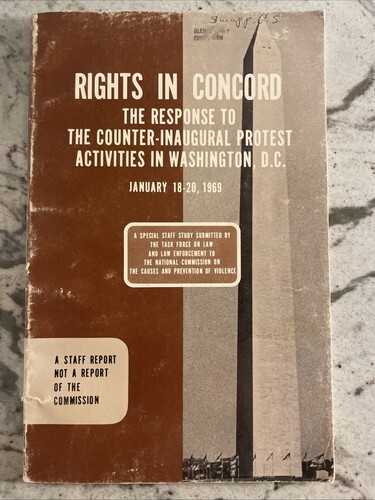 RIGHTS IN CONCORD
THE RESPONSE TO
THE COUNTER-INAUGURAL PROTEST
ACTIVITIES IN WASHINGTON, D.C.
JANUARY 18-20, 1969
A SPECIAL STAFF STUDY SUBMITTED BY
THE TASK FORCE ON LAW
AND LAW ENFORCEMENT TO
THE NATIONAL COMMISSION ON
THE CAUSES AND PREVENTION OF VIOLENCE
A STAFF REPORT
NOT A REPORT
OF THE
COMMISSION